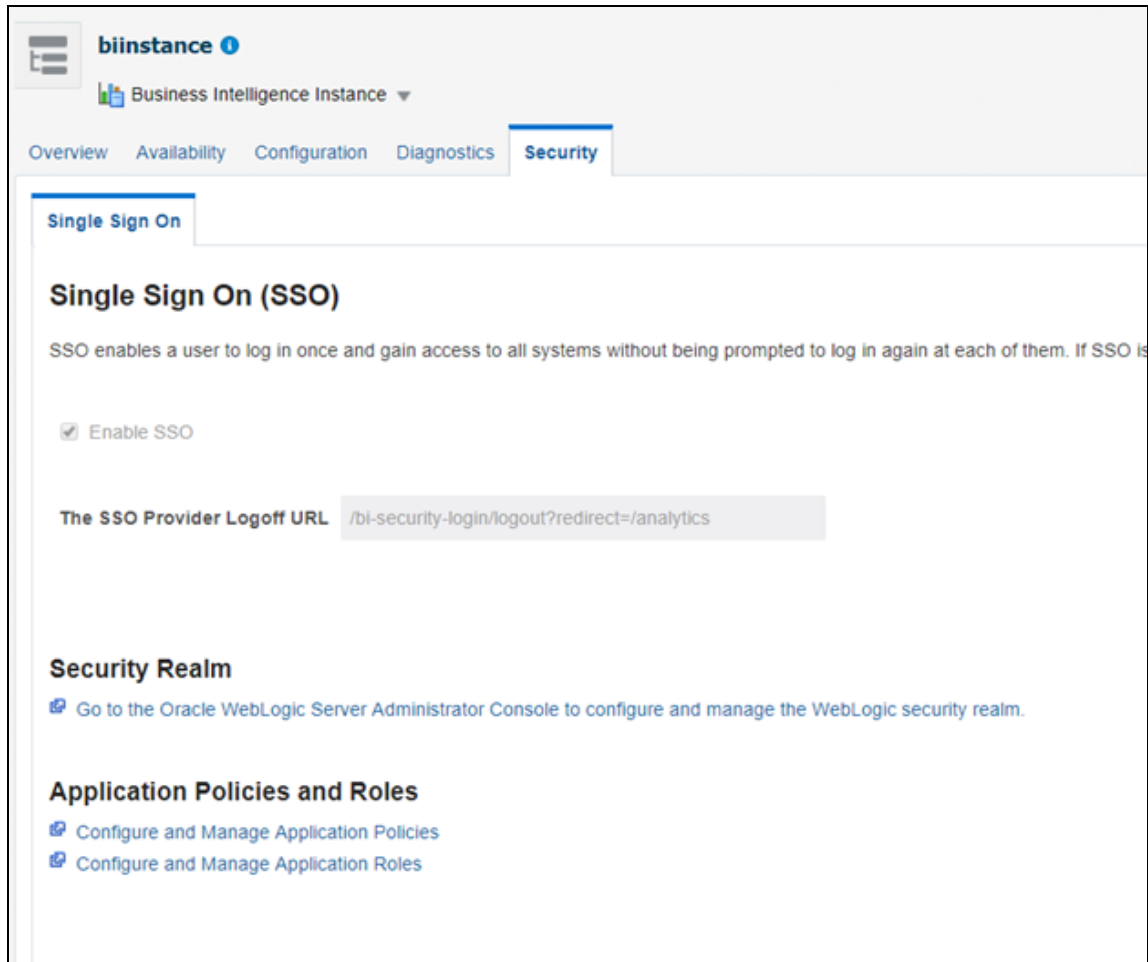 biinstance
Business Intelligence Instance
Overview Availability Configuration Diagnostics Security
Single Sign On
Single Sign On (SSO)
SSO enables a user to log in once and gain access to all systems without being prompted to log in again at each of them. If SSO is
Enable SSO
The SSO Provider Logoff URL /bi-security-login/logout?redirect=/analytics
Security Realm
Go to the Oracle WebLogic Server Administrator Console to configure and manage the WebLogic security realm.
Application Policies and Roles
Configure and Manage Application Policies
Configure and Manage Application Roles